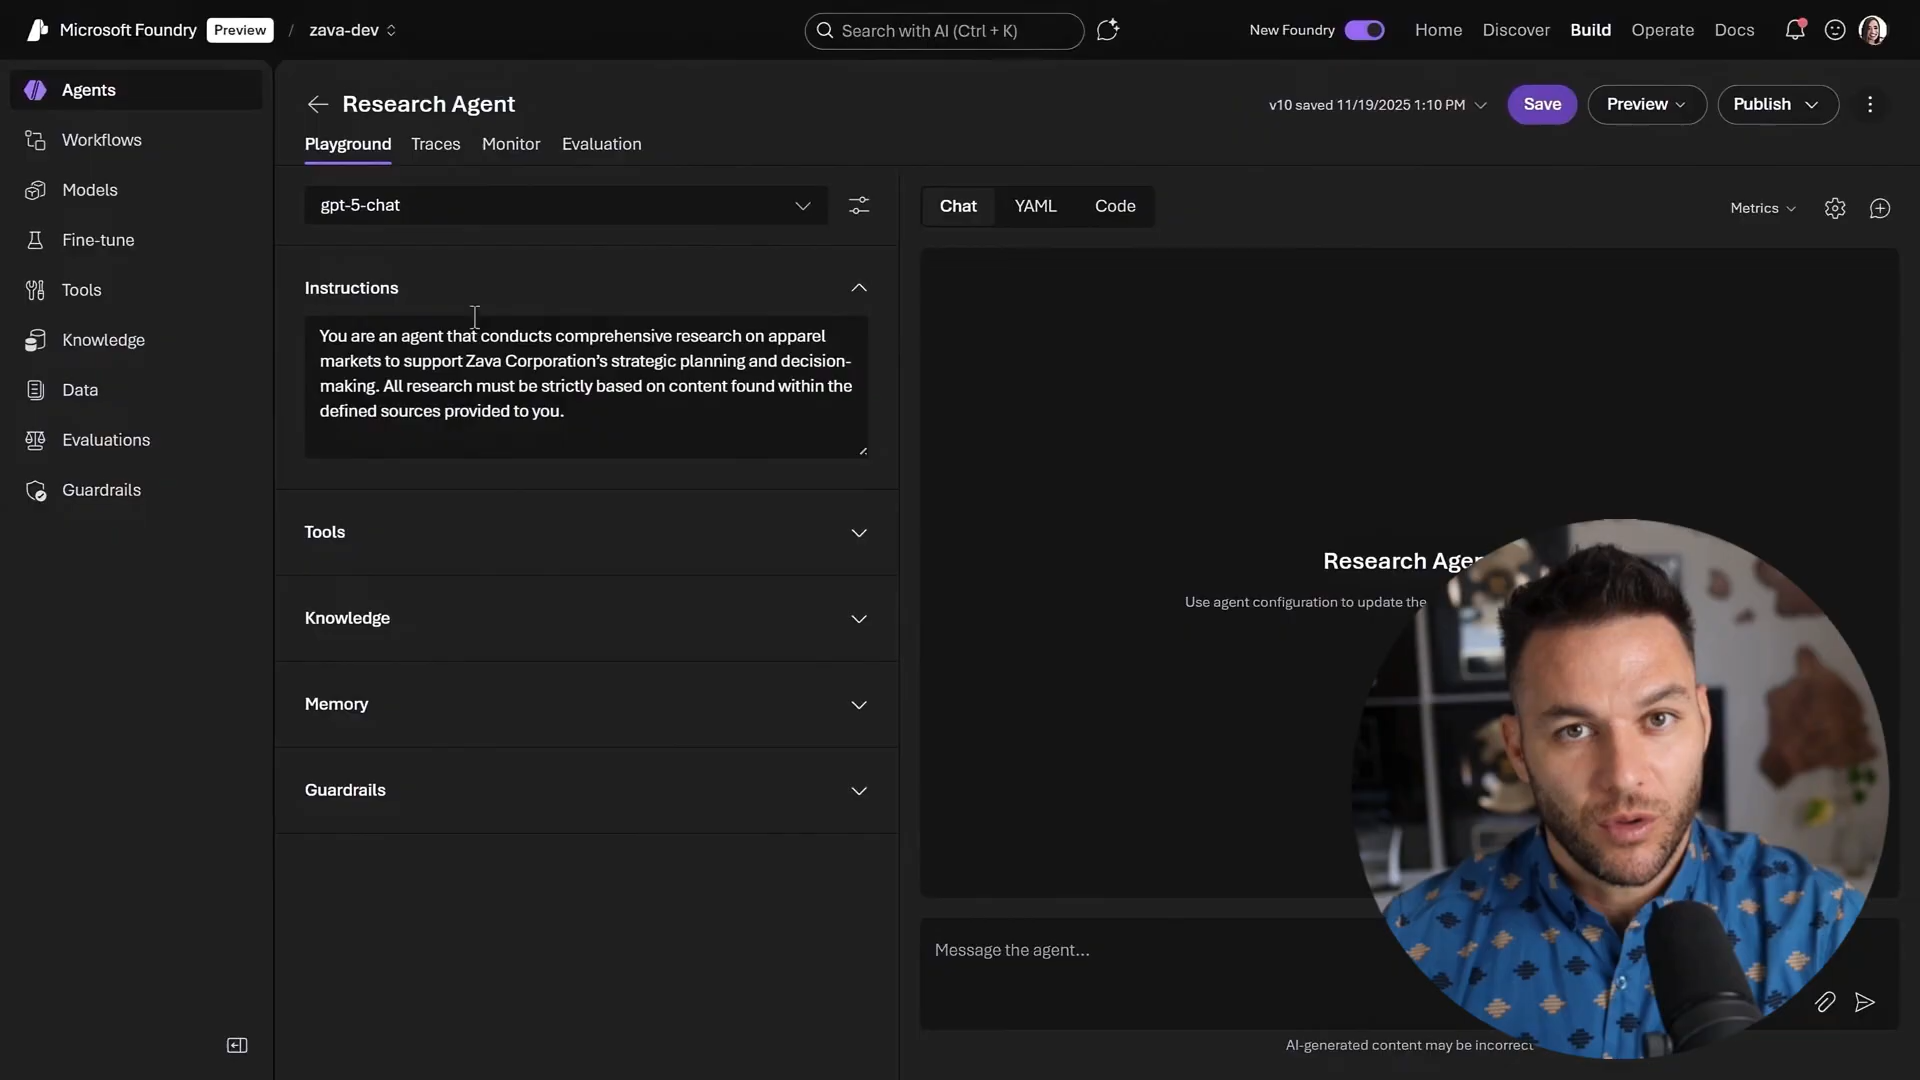 Microsoft Foundry Preview / zava-dev
Search with AI (Ctrl + K)
New Foundry Home Discover Build Operate Docs
Agents
Workflows
Models
Fine-tune
Tools
Knowledge
Data
Evaluations
Guardrails
Research Agent
v10 saved 11/19/2025 1:10 PM Save Preview Publish
Playground Traces Monitor Evaluation
gpt-5-chat
Instructions
You are an agent that conducts comprehensive research on apparel
markets to support Zava Corporation’s strategic planning and decision-
making. All research must be strictly based on content found within the
defined sources provided to you.
Tools
Knowledge
Memory
Guardrails
Chat YAML Code
Metrics
Research Agen
Use agent configuration to update the
Message the agent...
AI-generated content may be incorrect